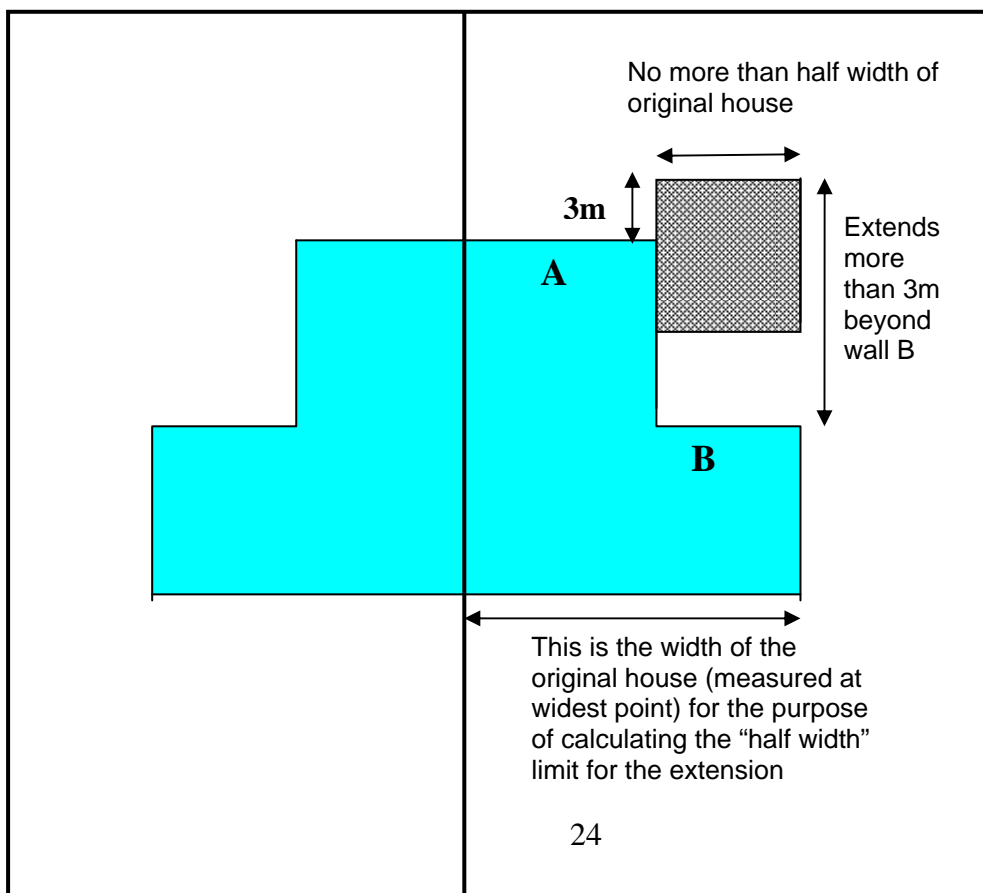 No more than half width of
original house
3m
Extends
more
than 3m
beyond
wall B
A
B
This is the width of the
original house (measured at
widest point) for the purpose
of calculating the “half width”
limit for the extension
24